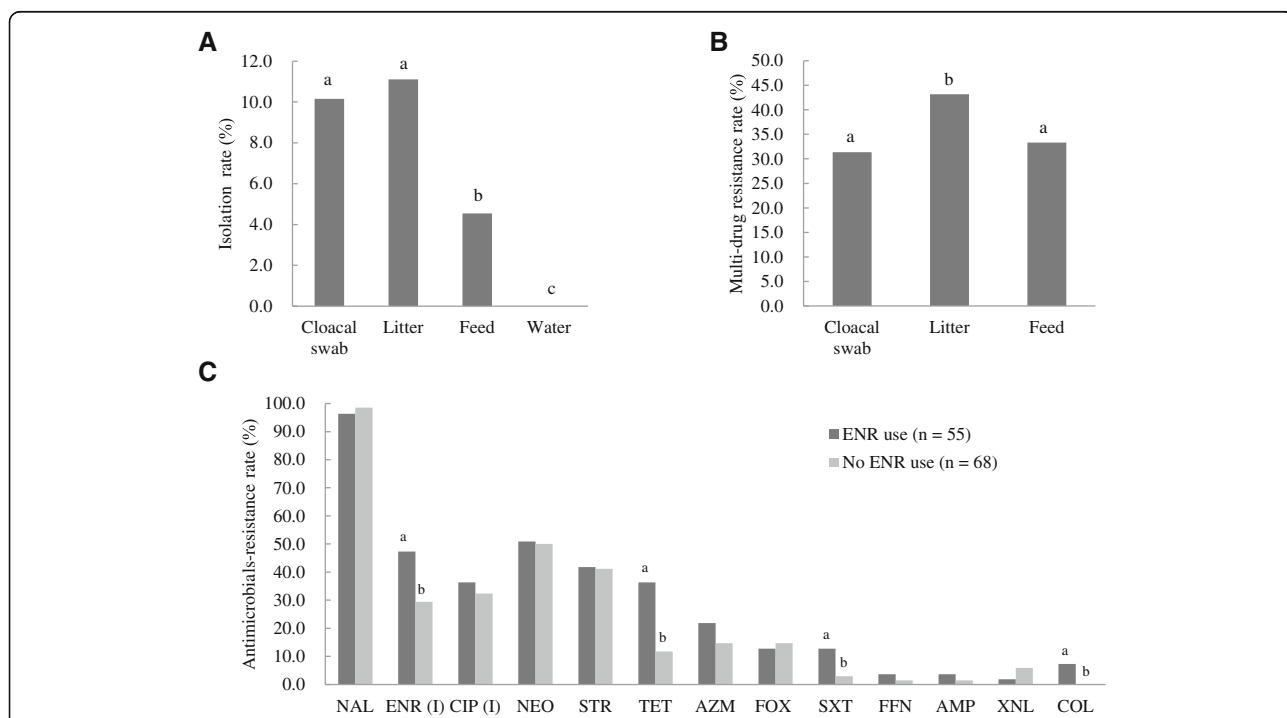 A
Isolation rate (%)
12.0
10.0
8.0
6.0
4.0
2.0
0.0
a
a
b
c
Cloacal
swab
Litter
Feed
Water
B
Multi-drug resistance rate (%)
50.0
45.0
40.0
35.0
30.0
25.0
20.0
15.0
10.0
5.0
0.0
a
b
a
Cloacal
swab
Litter
Feed
C
Antimicrobials-resistance rate (%)
100.0
90.0
80.0
70.0
60.0
50.0
40.0
30.0
20.0
10.0
0.0
ENR use (n = 55)
No ENR use (n = 68)
a
b
a
b
a
b
a
b
NAL ENR (I) CIP (I) NEO STR TET AZM FOX SXT FFN AMP XNL COL